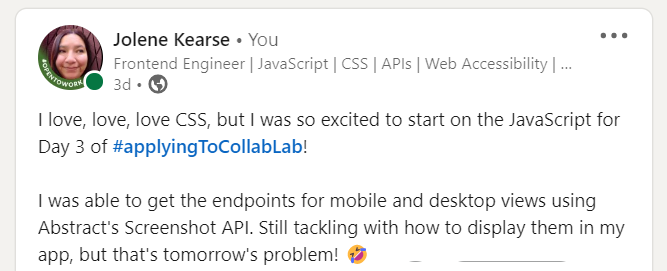 Jolene Kearse • You
Frontend Engineer | JavaScript | CSS | APIs | Web Accessibility | ...
3d •
#OPENTOWORK
I love, love, love CSS, but I was so excited to start on the JavaScript for
Day 3 of #applyingToCollabLab!
I was able to get the endpoints for mobile and desktop views using
Abstract's Screenshot API. Still tackling with how to display them in my
app, but that's tomorrow's problem! 🤣